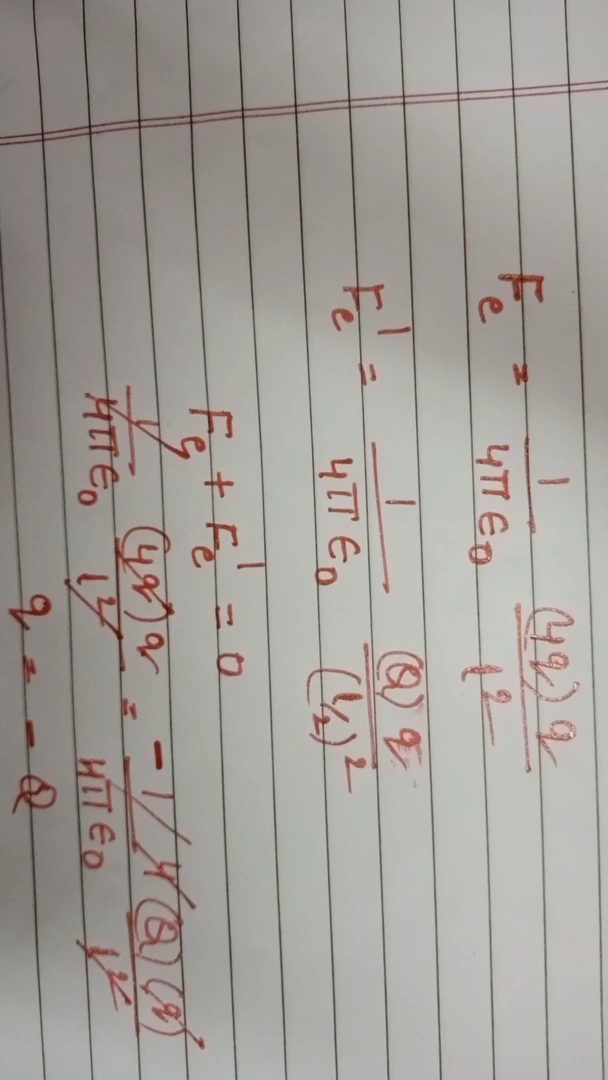 Fe = 1/4πϵ0 (4q)q/l²
Fe' = 1/4πϵ0 (Q)q/(l/2)²
Fe + Fe' = 0
1/4πϵ0 (4q)q/l² = -1/4πϵ0 4(Q)(q)/l²
q = -Q